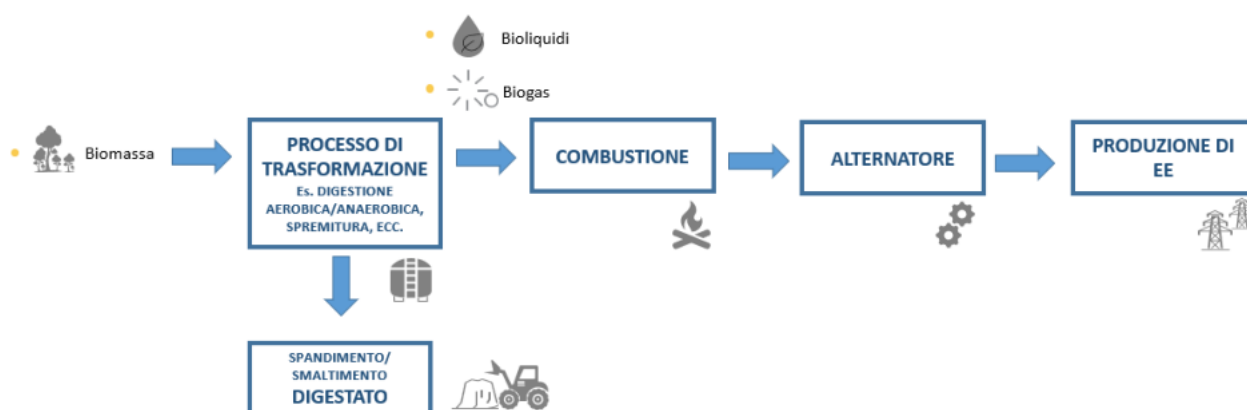 Bioliquidi
Biogas
Biomassa
PROCESSO DI
TRASFORMAZIONE
Es. DIGESTIONE
AEROBICA/ANAEROBICA,
SPREMITURA, ECC.
COMBUSTIONE
ALTERNATORE
PRODUZIONE DI
EE
SPANDIMENTO/
SMALTIMENTO
DIGESTATO